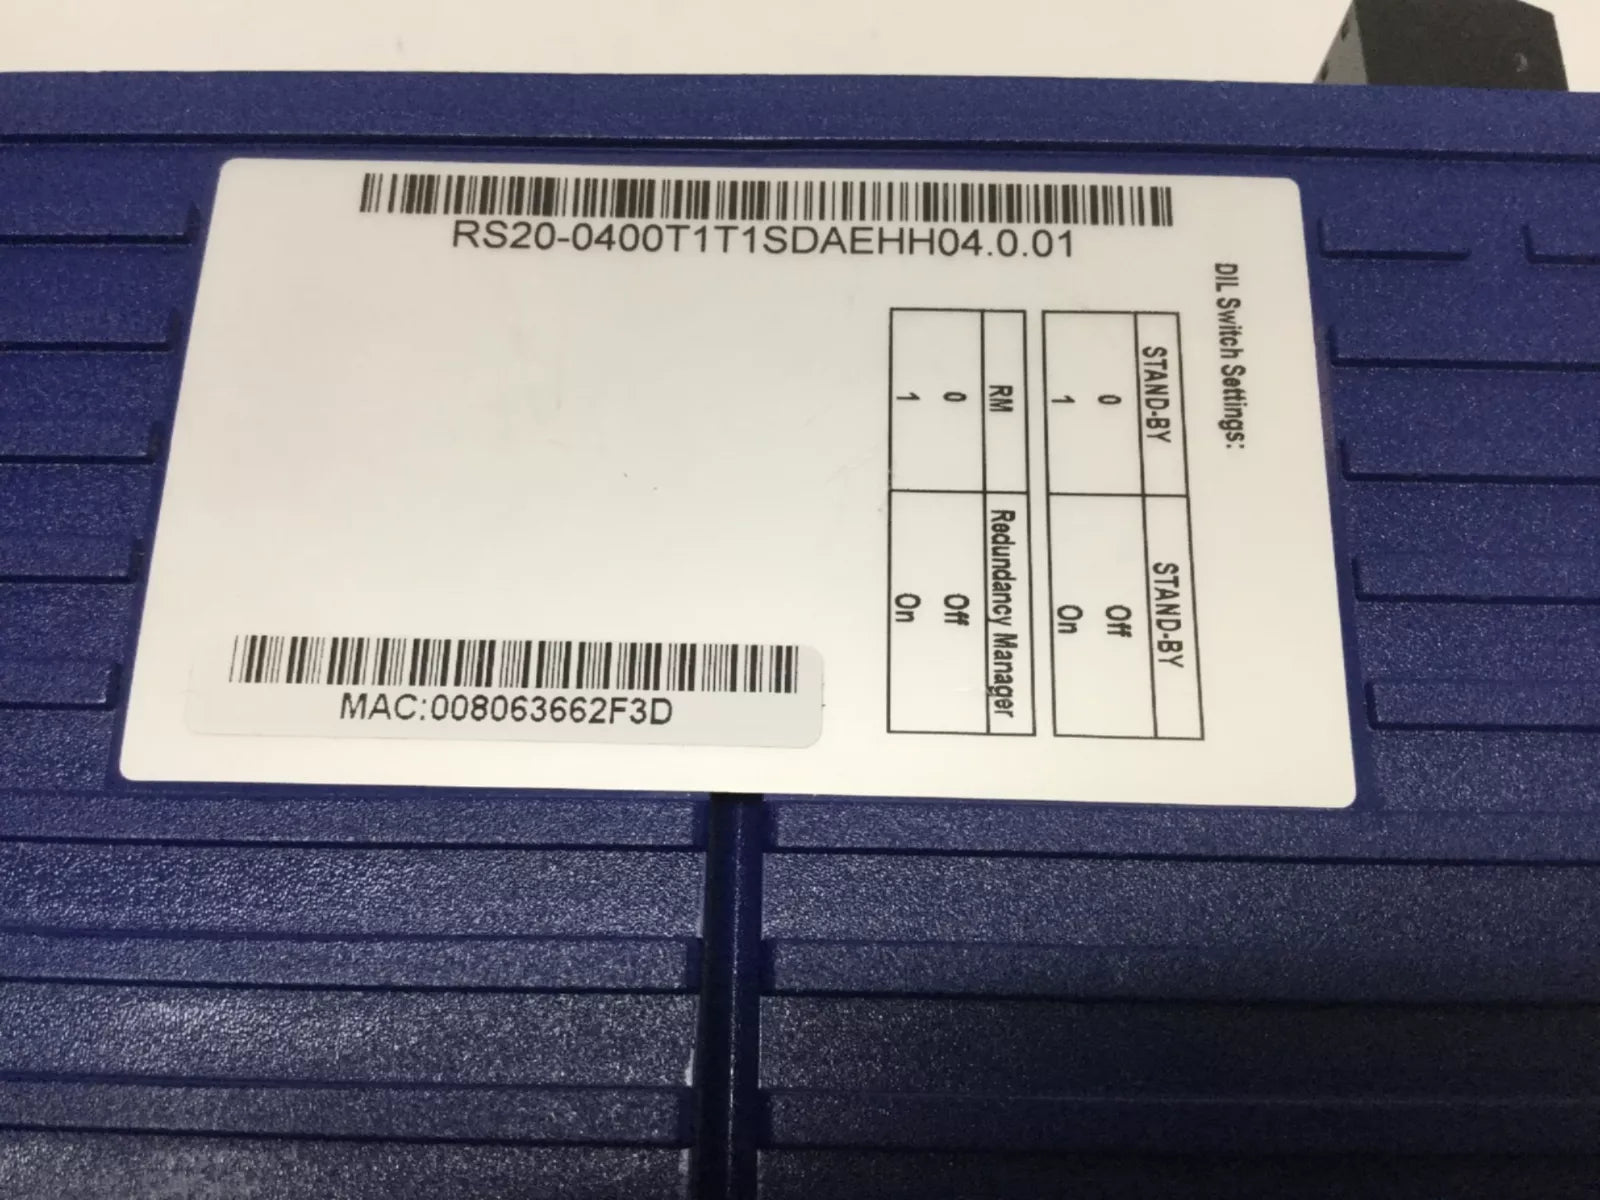 RS20-0400T1T1SDAEHH04.0.01
DIL Switch Settings:
STAND-BY STAND-BY
0 Off
1 On
RM Redundancy Manager
0 Off
1 On
MAC:008063662F3D